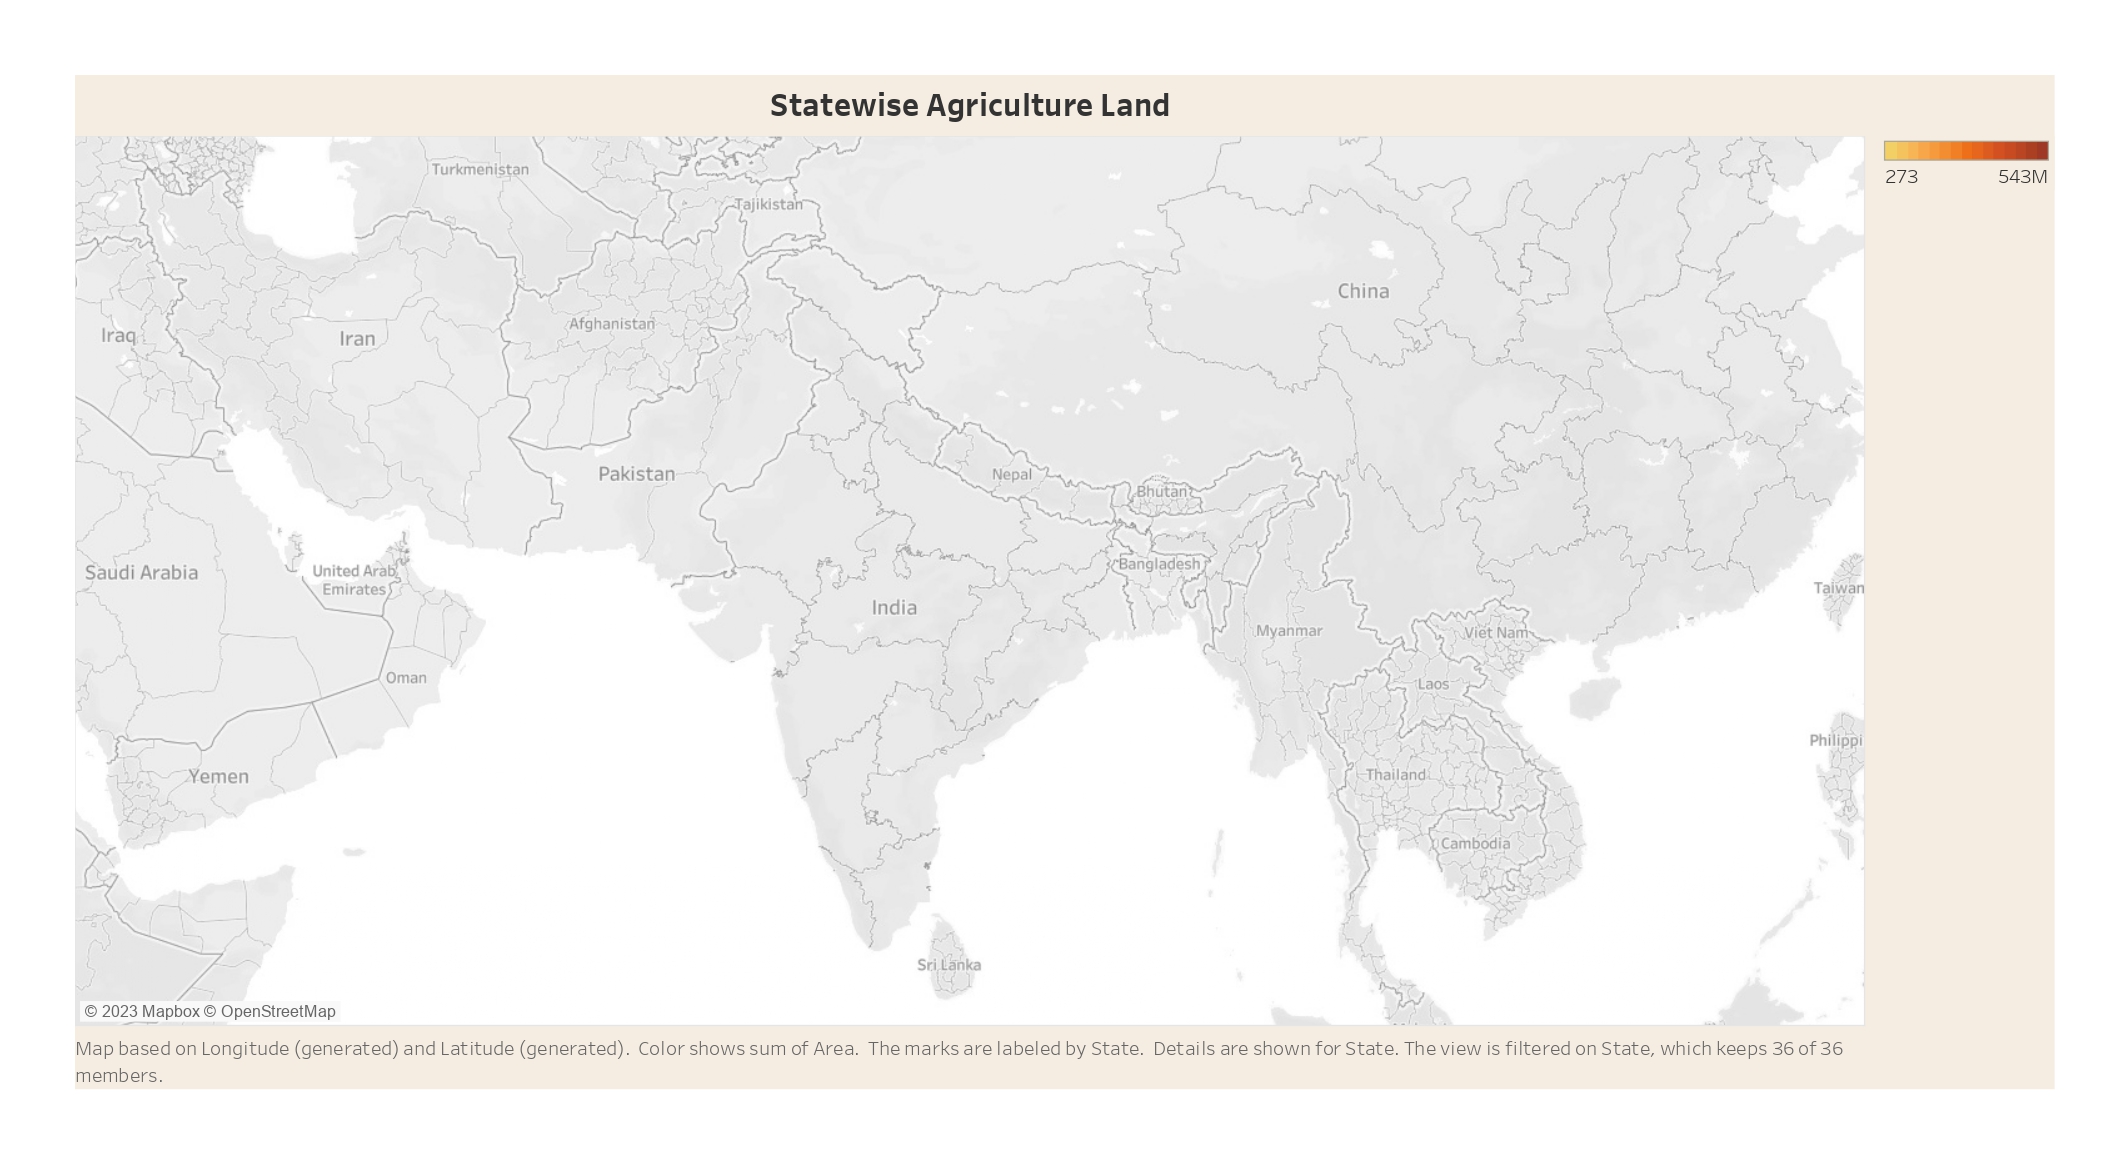 Statewise Agriculture Land
Turkmenistan
Tajikistan
273 543M
China
Afghanistan
Iraq
Iran
Pakistan
Nepal
Bhutan
Bangladesh
Saudi Arabia
United Arab
Emirates
Taiwan
India
Myanmar
Viet Nam
Oman
Laos
Philippi
Yemen
Thailand
Cambodia
Sri Lanka
© 2023 Mapbox © OpenStreetMap
Map based on Longitude (generated) and Latitude (generated).  Color shows sum of Area.  The marks are labeled by State.  Details are shown for State. The view is filtered on State, which keeps 36 of 36
members.